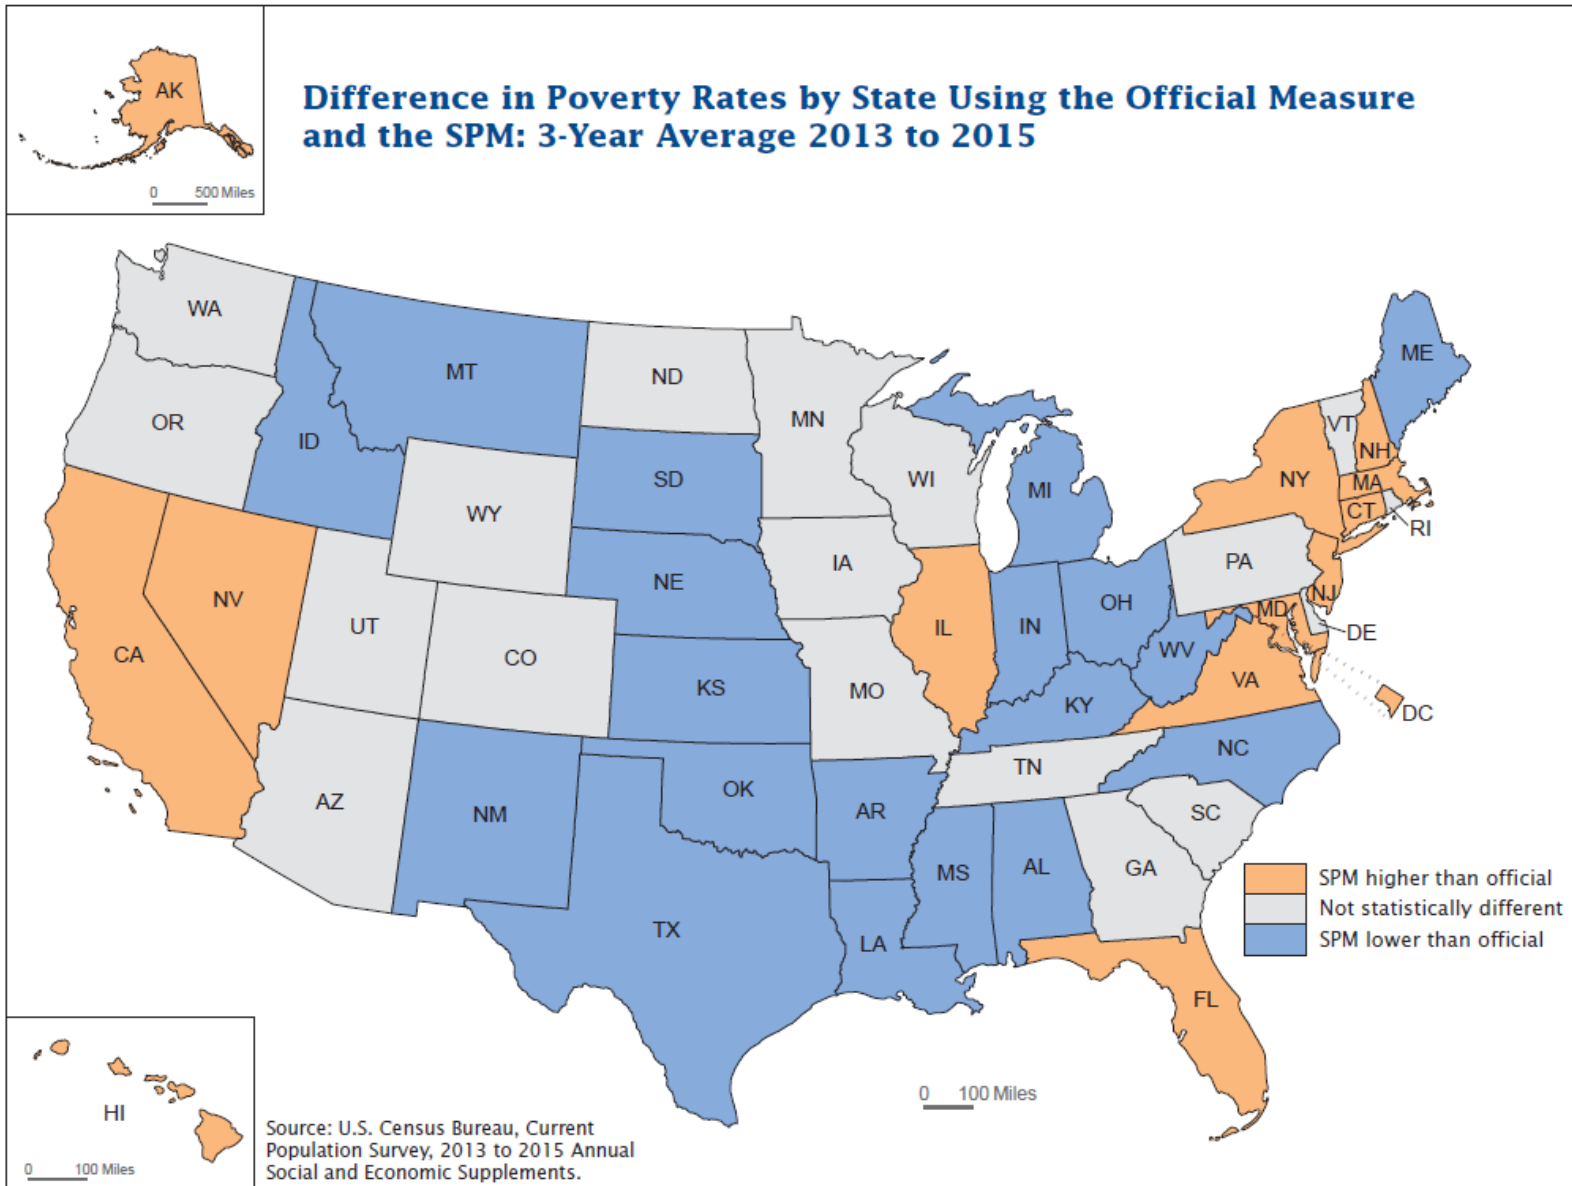 AK
0 500 Miles
Difference in Poverty Rates by State Using the Official Measure
and the SPM: 3-Year Average 2013 to 2015
WA
OR
ID
MT
ND
MN
WI
MI
ME
VT
NH
NY
MA
CT
RI
WY
SD
IA
NE
PA
NJ
OH
IN
IL
MD
DE
NV
UT
CO
CA
KS
MO
WV
VA
KY
DC
NC
TN
AZ
NM
OK
AR
SC
MS
AL
GA
TX
LA
FL
SPM higher than official
Not statistically different
SPM lower than official
0 100 Miles
HI
0 100 Miles
Source: U.S. Census Bureau, Current
Population Survey, 2013 to 2015 Annual
Social and Economic Supplements.